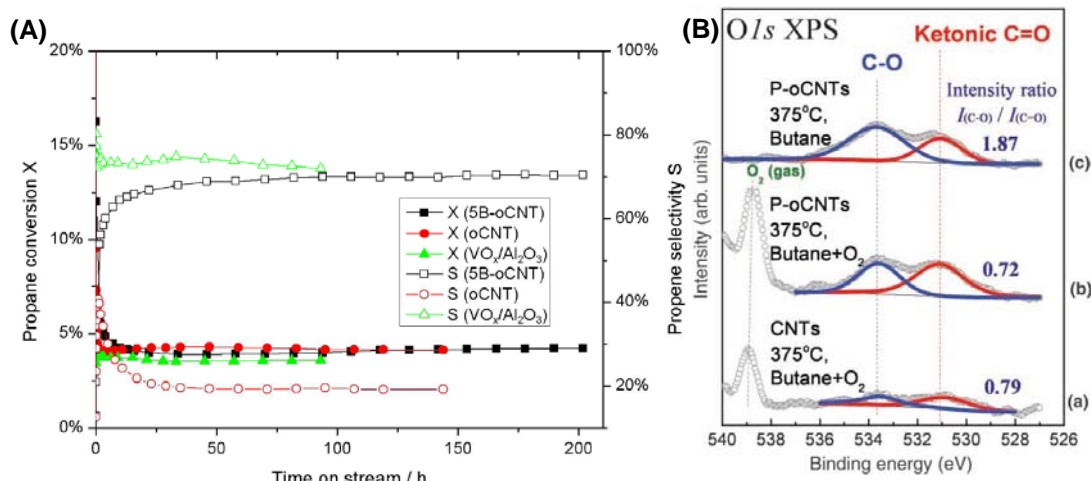 (A)
20%
15%
10%
5%
0%
Propane conversion X
100%
80%
60%
40%
20%
Propene selectivity S
X (5B-oCNT)
X (oCNT)
X (VOx/Al2O3)
S (5B-oCNT)
S (oCNT)
S (VOx/Al2O3)
0
50
100
150
200
Time on stream / h
(B)
O1s XPS
Ketonic C=O
C-O
Intensity ratio
I(C-O) / I(C-O)
P-oCNTs
375°C,
Butane
1.87
(c)
O2 (gas)
P-oCNTs
375°C,
Butane+O2
0.72
(b)
CNTs
375°C,
Butane+O2
0.79
(a)
Intensity (arb. units)
540 538 536 534 532 530 528 526
Binding energy (eV)